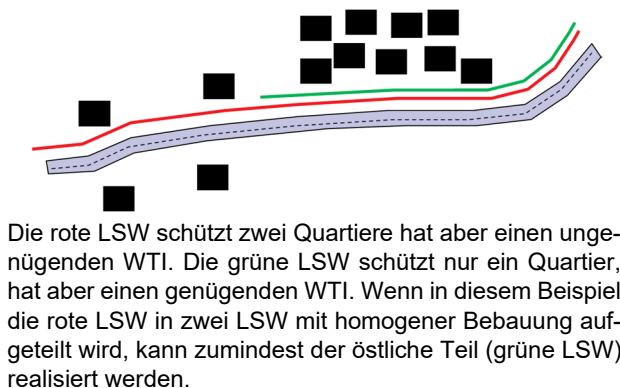 Die rote LSW schützt zwei Quartiere hat aber einen unge-
nügenden WTI. Die grüne LSW schützt nur ein Quartier,
hat aber einen genügenden WTI. Wenn in diesem Beispiel
die rote LSW in zwei LSW mit homogener Bebauung auf-
geteilt wird, kann zumindest der östliche Teil (grüne LSW)
realisiert werden.